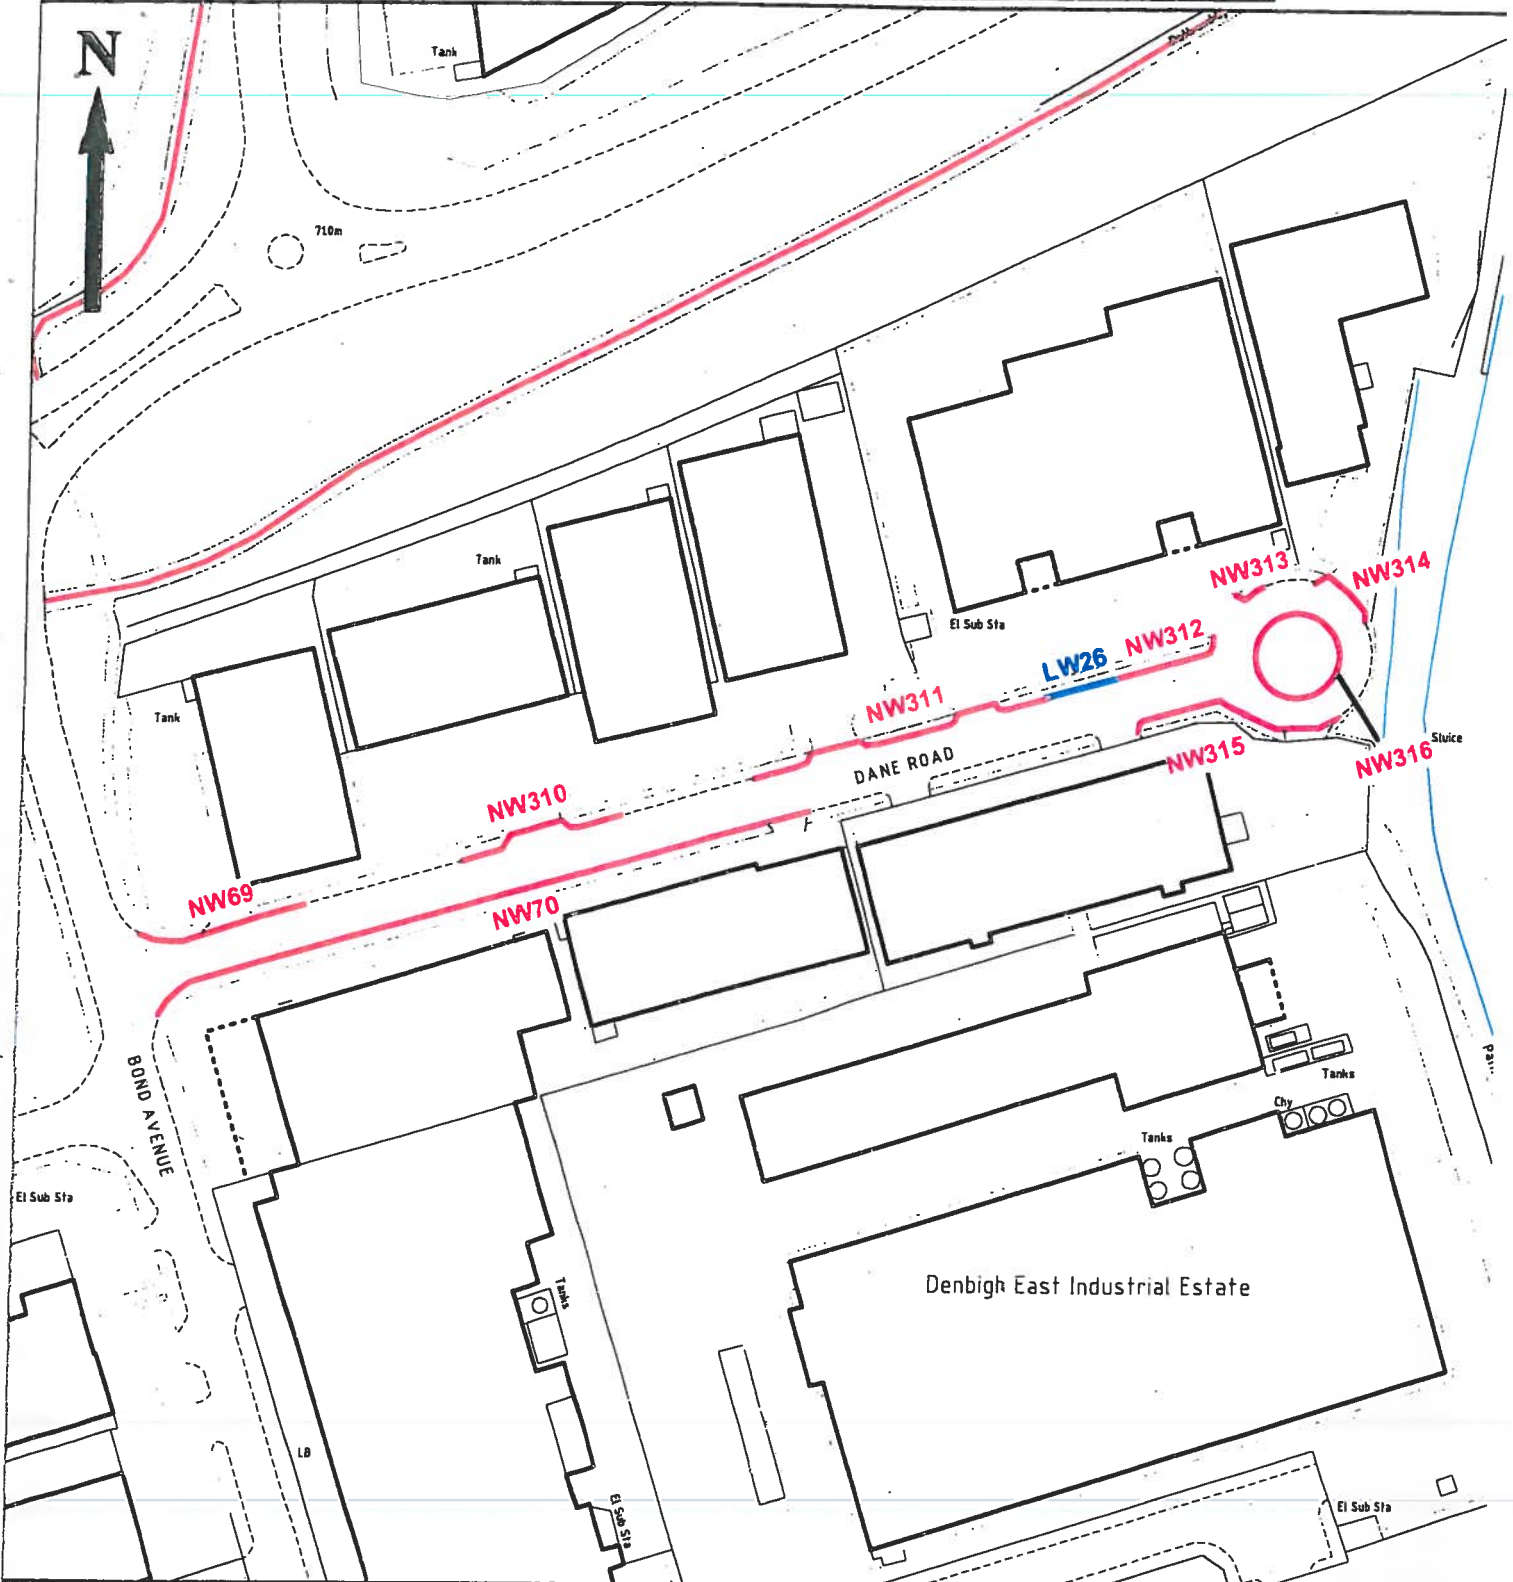 N
Tank
71.0m
Tank
NW313
NW314
El Sub Sta
LW26
NW312
NW311
Tank
Sluice
DANE ROAD
NW315
NW316
NW310
NW69
NW70
BOND AVENUE
Tanks
Chy
Tanks
El Sub Sta
Denbigh East Industrial Estate
Tanks
LB
El Sub Sta
El Sub Sta